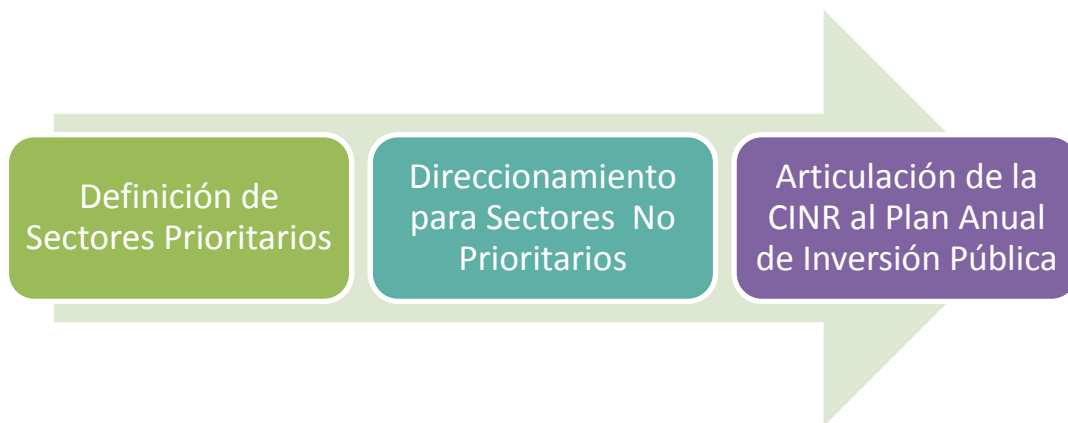 Definición de
Sectores Prioritarios
Direccionamiento
para Sectores No
Prioritarios
Articulación de la
CINR al Plan Anual
de Inversión Pública